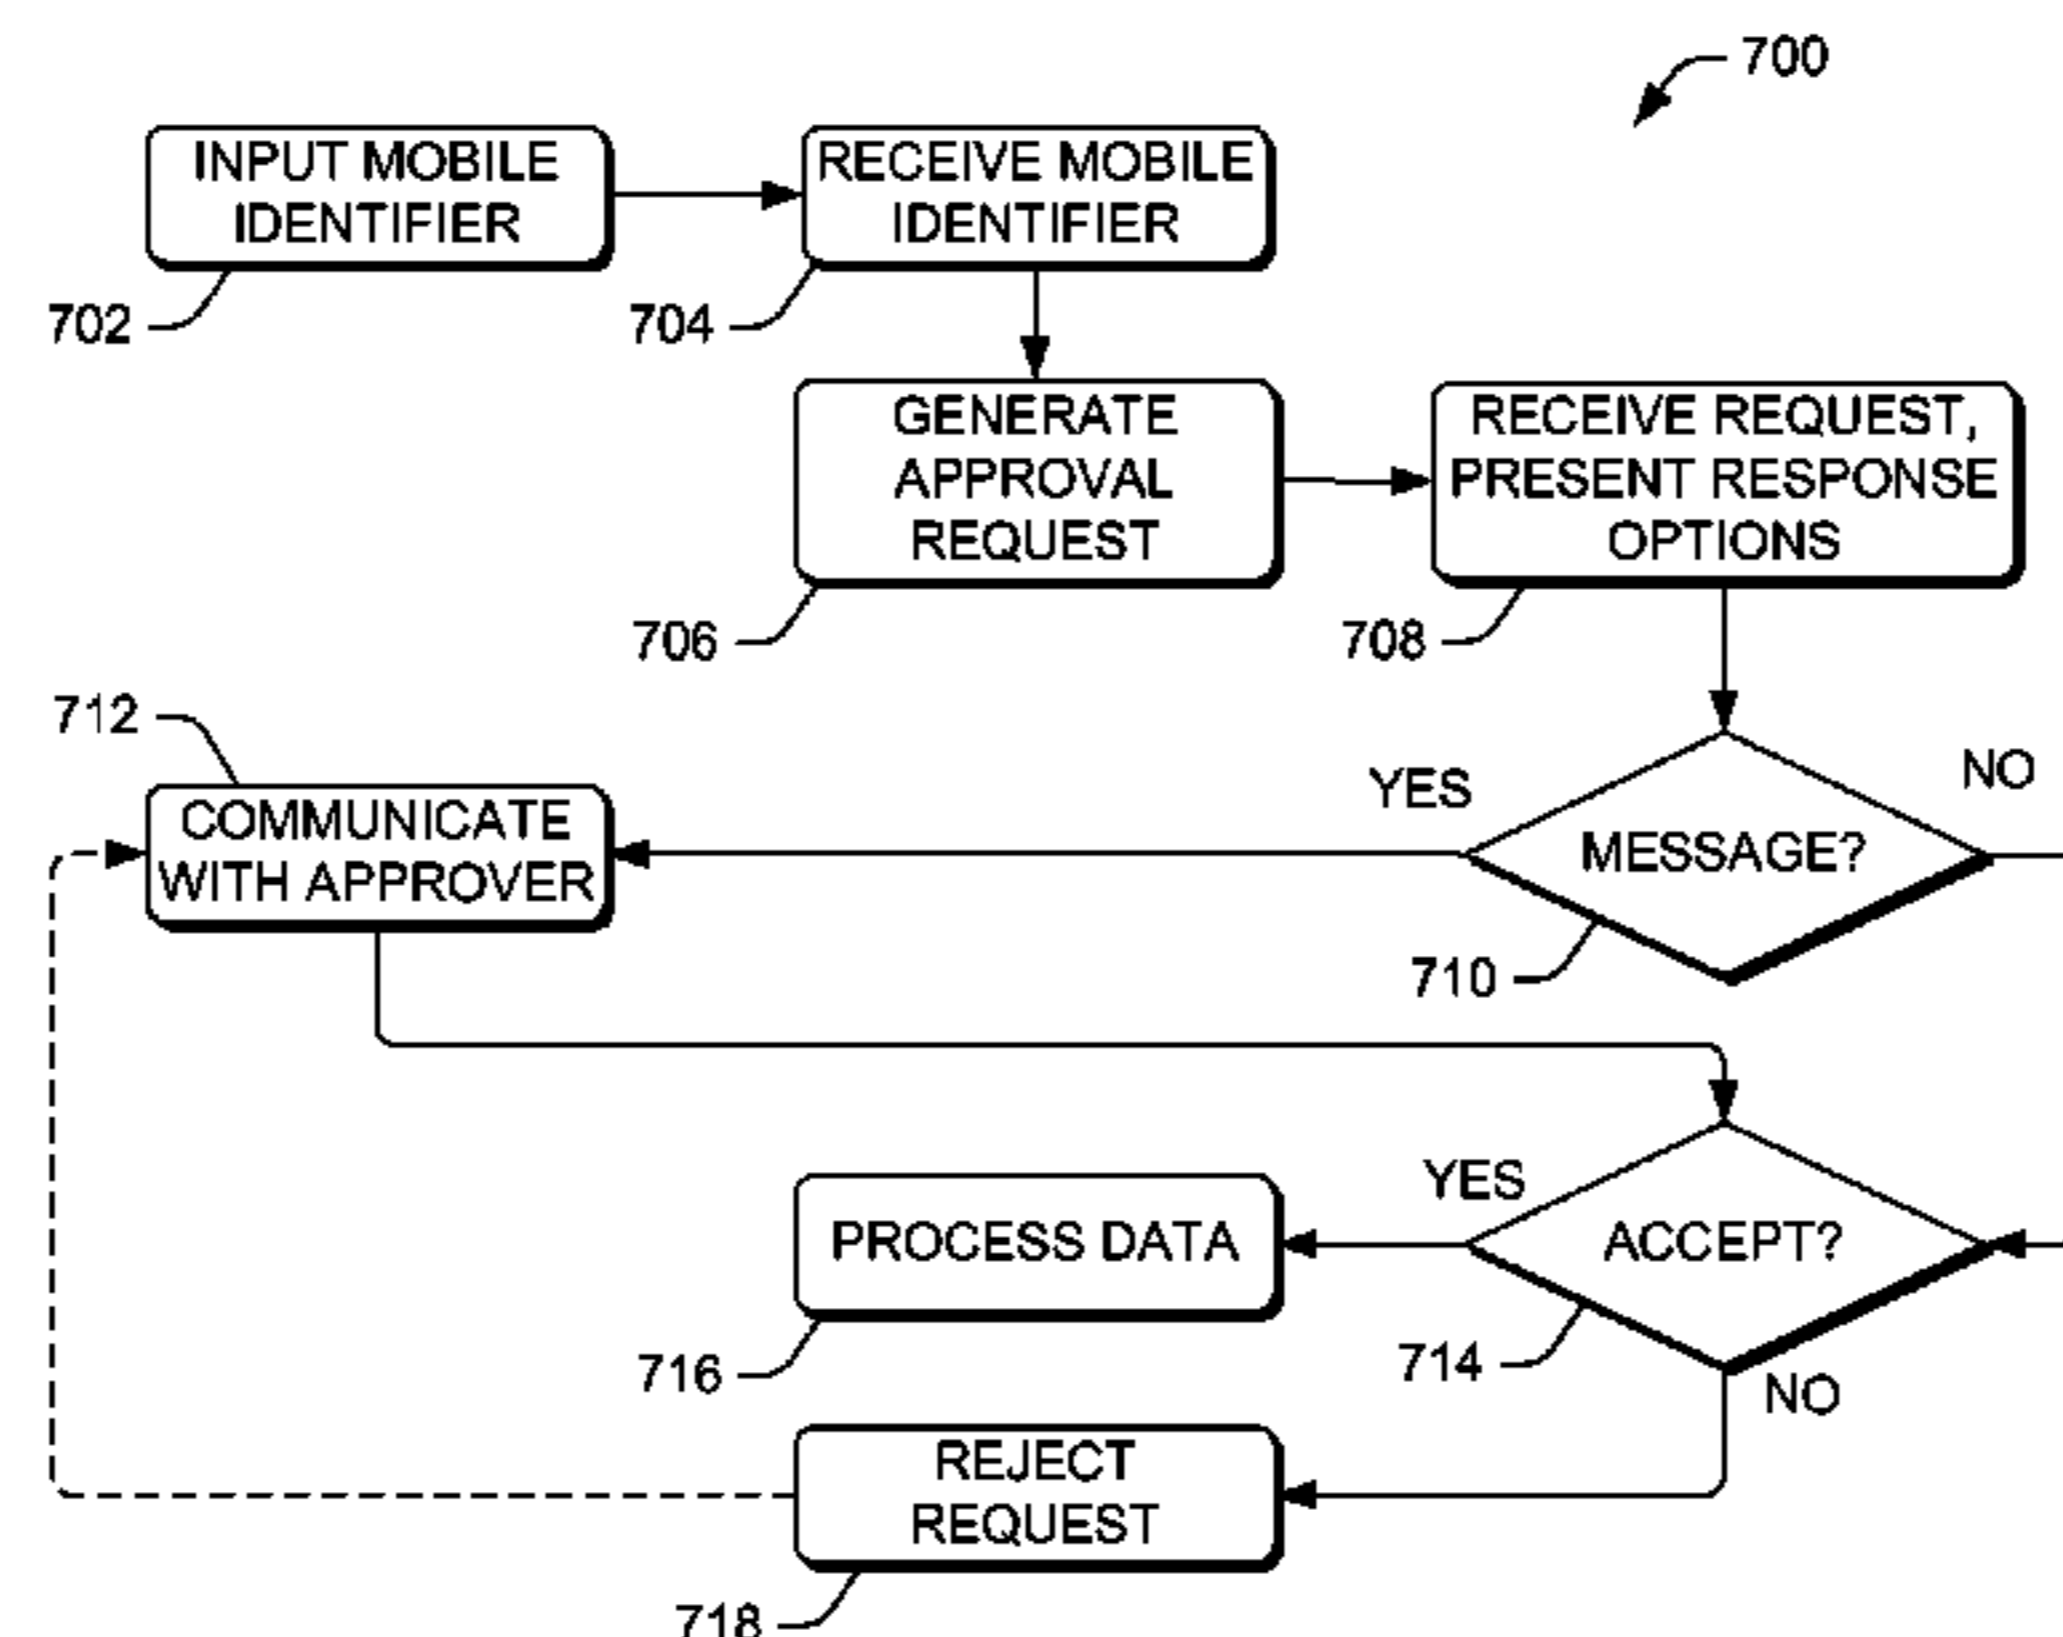 700
INPUT MOBILE
IDENTIFIER
702
RECEIVE MOBILE
IDENTIFIER
704
GENERATE
APPROVAL
REQUEST
706
RECEIVE REQUEST,
PRESENT RESPONSE
OPTIONS
708
712
COMMUNICATE
WITH APPROVER
YES
MESSAGE?
NO
710
YES
ACCEPT?
714
NO
PROCESS DATA
716
REJECT
REQUEST
718